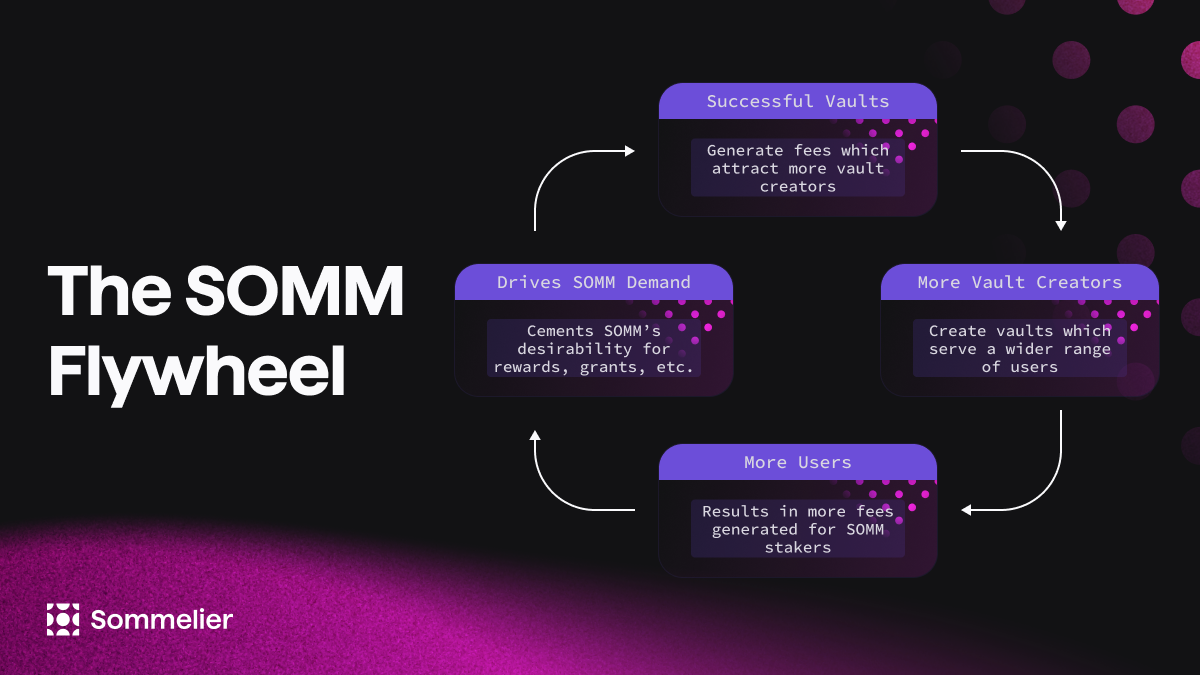 The SOMM
Flywheel
Successful Vaults
Generate fees which
attract more vault
creators
More Vault Creators
Create vaults which
serve a wider range
of users
More Users
Results in more fees
generated for SOMM
stakers
Drives SOMM Demand
Cements SOMM’s
desirability for
rewards, grants, etc.
Sommelier